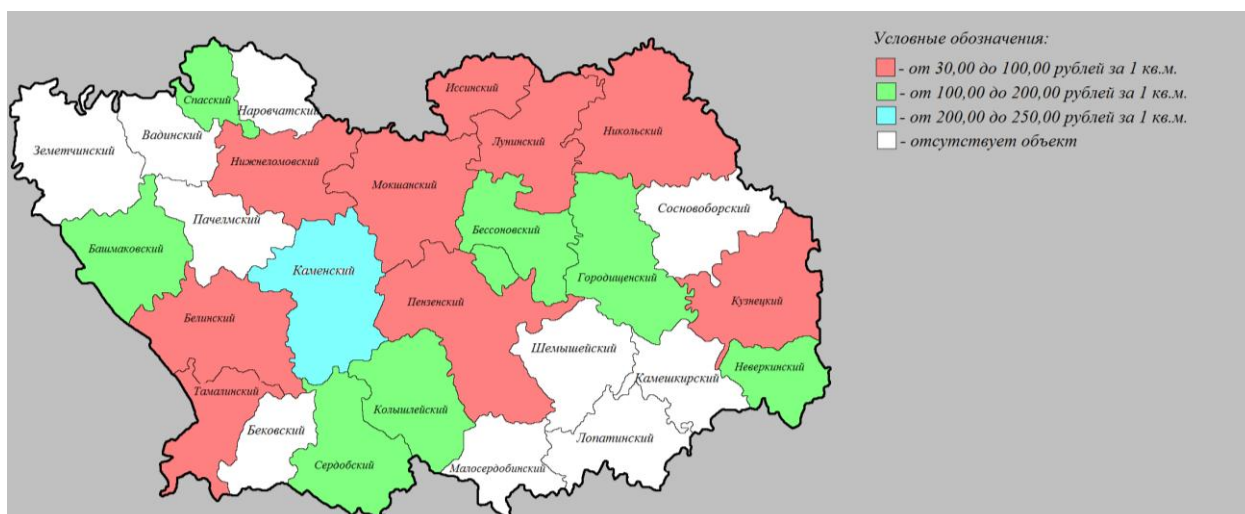 Условные обозначения:
- от 30,00 до 100,00 рублей за 1 кв.м.
- от 100,00 до 200,00 рублей за 1 кв.м.
- от 200,00 до 250,00 рублей за 1 кв.м.
- отсутствует объект
Спасский
Наровчатский
Иссинский
Вадинский
Земетчинский
Нижнеломовский
Лунинский
Никольский
Мокшанский
Сосновоборский
Пачелмский
Бессоновский
Башмаковский
Каменский
Городищенский
Пензенский
Кузнецкий
Белинский
Шемышейский
Неверкинский
Камешкирский
Тамалинский
Колышлейский
Бековский
Лопатинский
Сердобский
Малосердобинский